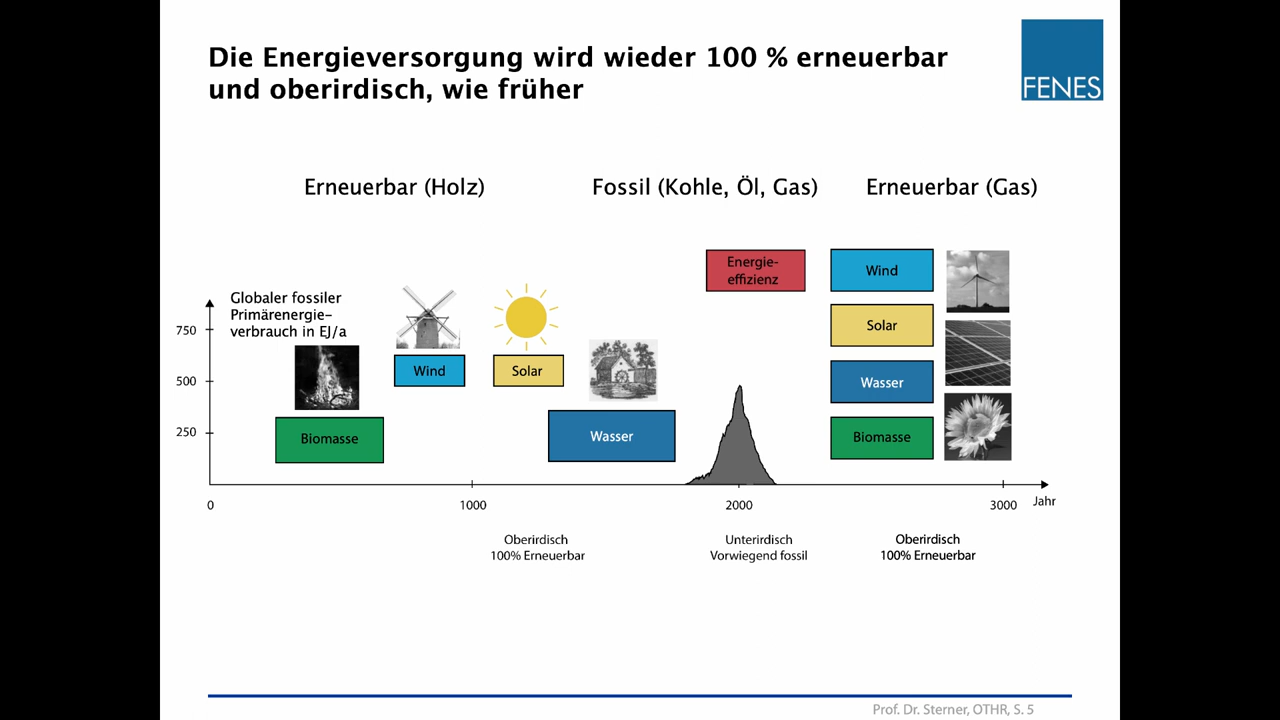 Die Energieversorgung wird wieder 100 % erneuerbar
und oberirdisch, wie früher
FENES
Erneuerbar (Holz)
Fossil (Kohle, Öl, Gas)
Erneuerbar (Gas)
Globaler fossiler
Primärenergie-
verbrauch in EJ/a
750
500
250
Biomasse
Wind
Solar
Wasser
Energie-
effizienz
Wind
Solar
Wasser
Biomasse
0
1000
2000
3000
Jahr
Oberirdisch
100% Erneuerbar
Unterirdisch
Vorwiegend fossil
Oberirdisch
100% Erneuerbar
Prof. Dr. Sterner, OTHR, S. 5